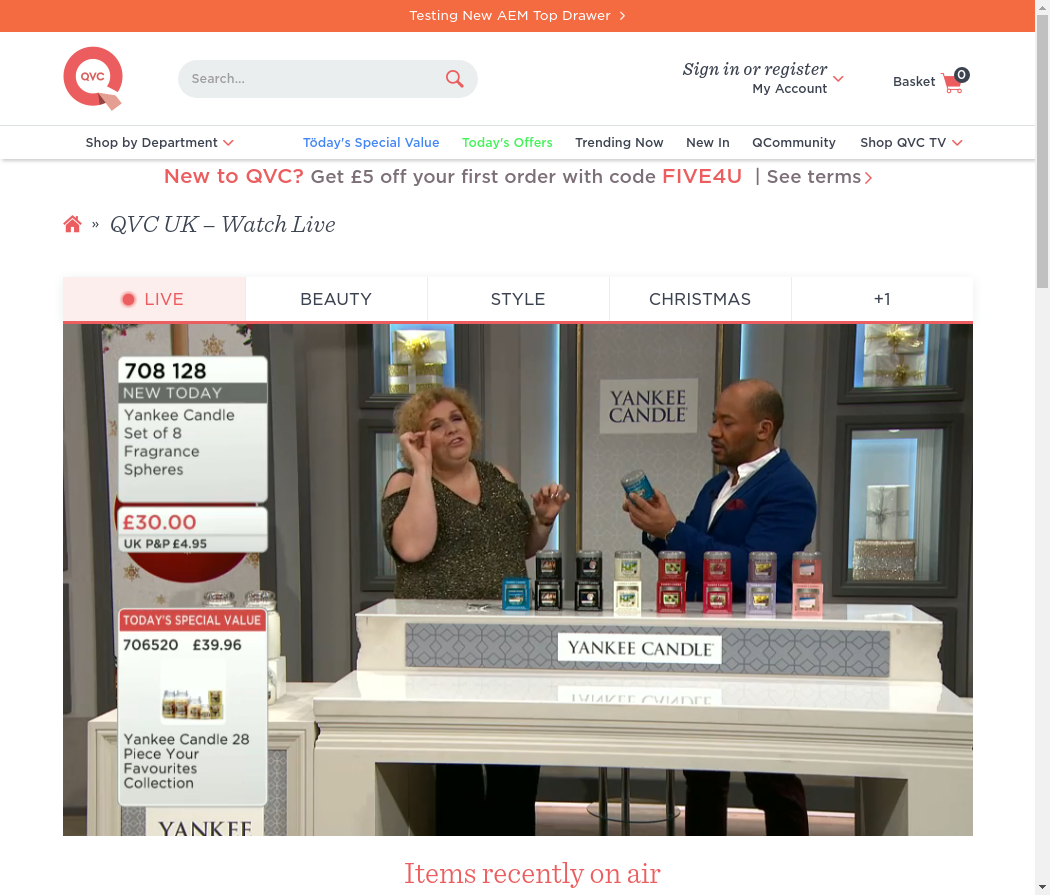 Testing New AEM Top Drawer
QVC
Search...
Sign in or register
My Account
Basket 0
Shop by Department
Töday's Special Value
Today's Offers
Trending Now
New In
QCommunity
Shop QVC TV
New to QVC? Get £5 off your first order with code FIVE4U | See terms
» QVC UK – Watch Live
LIVE
BEAUTY
STYLE
CHRISTMAS
+1
708 128
NEW TODAY
Yankee Candle
Set of 8
Fragrance
Spheres
£30.00
UK P&P £4.95
TODAY'S SPECIAL VALUE
706520 £39.96
Yankee Candle 28
Piece Your
Favourites
Collection
YANKEE
CANDLE
YANKEE CANDLE
YANKEE
Items recently on air